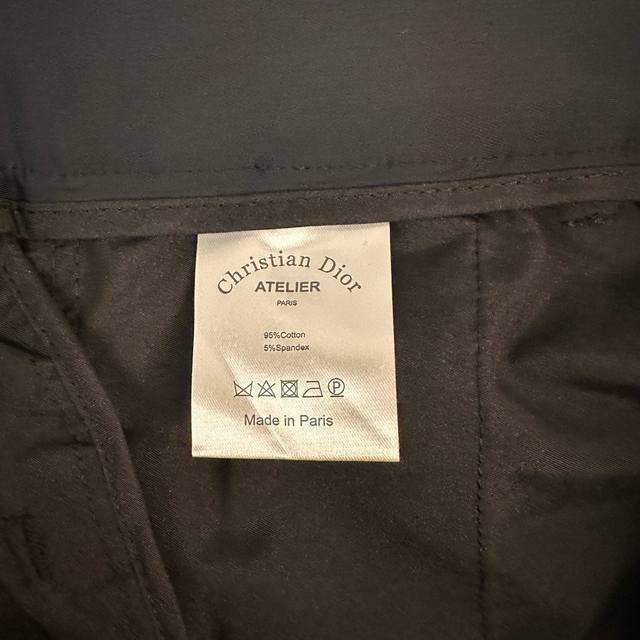 Christian Dior
ATELIER
PARIS
95%Cotton
5%Spandex
Made in Paris